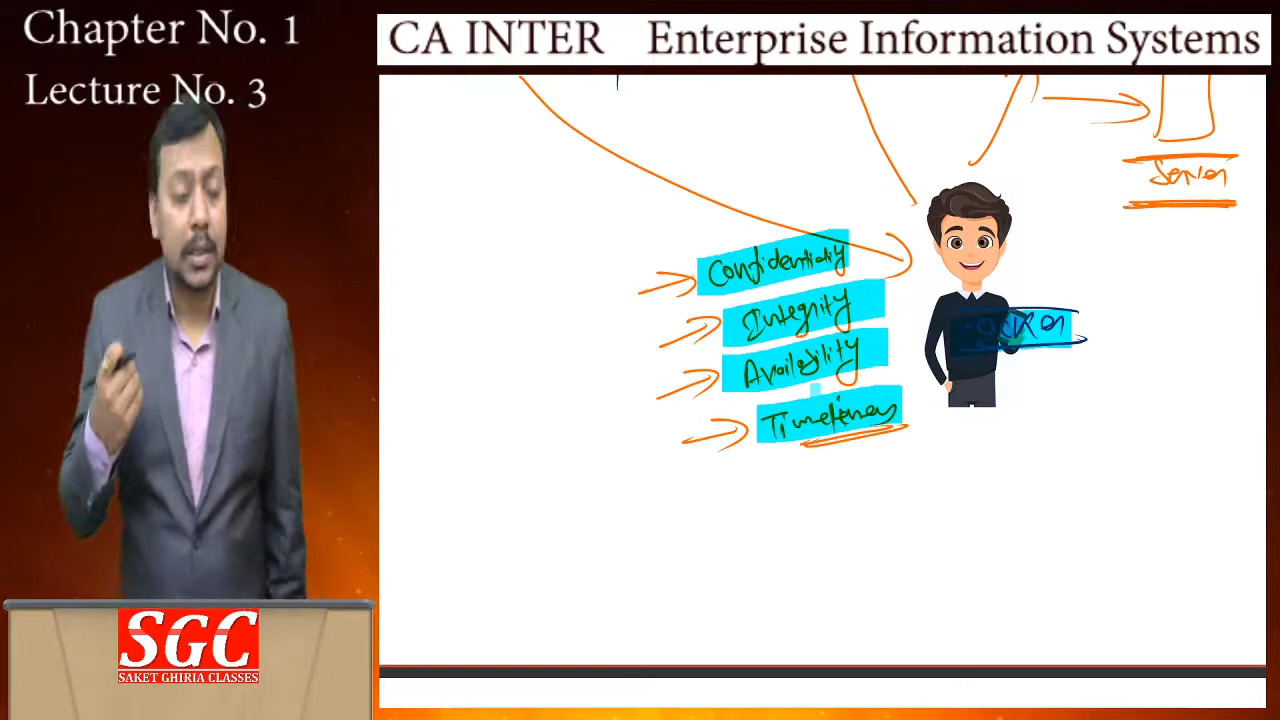 Chapter No. 1
Lecture No. 3
CA INTER Enterprise Information Systems
Server
Confidentiality
Integrity
Availability
Timeliness
SGC
SAKET GHIRIA CLASSES